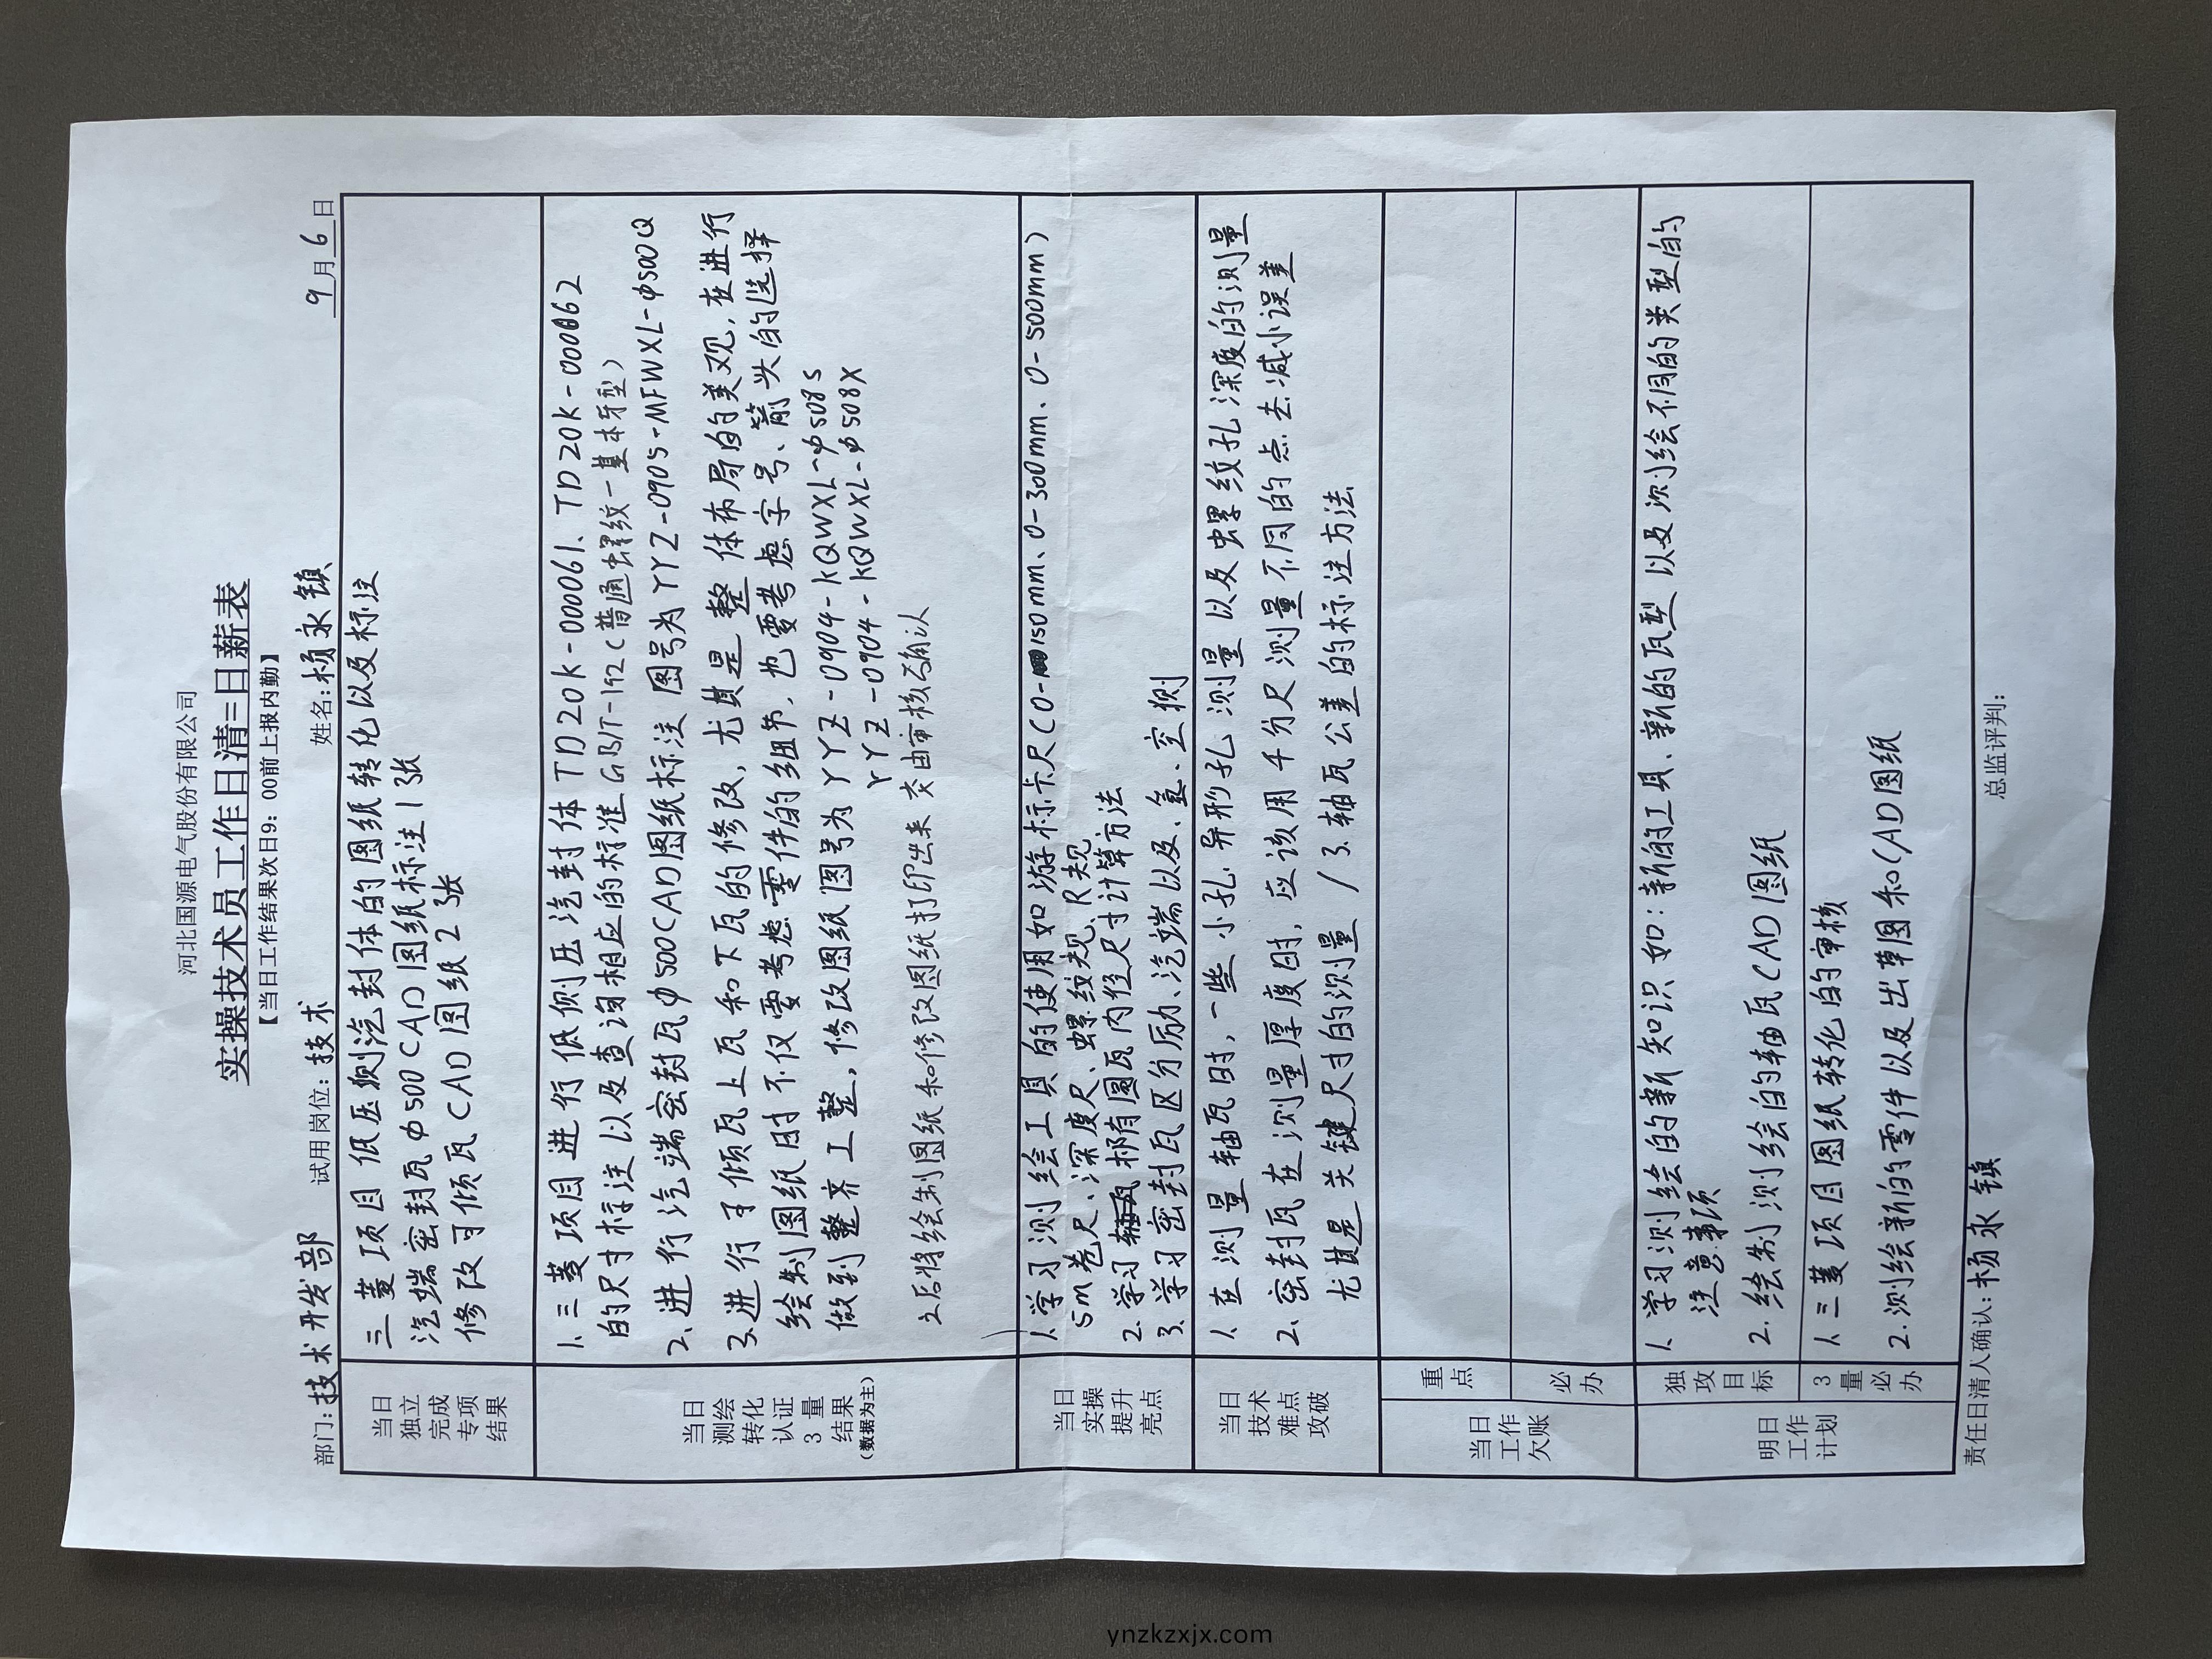 河北国源电气股份有限公司
实操技术员工作日清=日薪表
【当日工作结果次日9：00前上报内勤】
部门：技术开发部 试用岗位：技术 姓名：杨永镇 9月6日
当日
独立
完成
专项
结果
三菱项目低压侧汽封体的图纸转化以及标注
汽端密封瓦φ500CAD图纸标注1张
修改可倾瓦CAD图纸2张
当日
测绘
转化
认证
3量
结果
（数据为主）
1.三菱项目进行低侧压汽封体TD20K-00061、TD20K-00062
的尺寸标注以及查询相应的标准GB/T-192（普通螺纹-基本牙型）
2.进行汽端密封瓦φ500CAD图纸标注 图号为YYZ-0905-MFWXL-φ500Q
3.进行可倾瓦上瓦和下瓦的修改，尤其是整体布局的美观，在进行
绘制图纸时不仅要考虑零件的细节，也要考虑字号、箭头的选择
做到整齐工整，修改图纸图号为YYZ-0904-KQWXL-φ508S
YYZ-0904-KQWXL-φ508X
之后将绘制图纸和修改图纸打印出来 交由审核确认
当日
实操
提升
亮点
1.学习测绘工具的使用如游标卡尺（0-150mm、0-300mm、0-500mm）
5m卷尺、深度尺、螺纹规、R规
2.学习椭圆瓦内径尺寸计算方法
3.学习密封瓦区分励、汽端以及氢、空侧
当日
技术
难点
攻破
1.在测量轴瓦时，一些小孔、异形孔测量以及螺纹孔深度的测量
2.密封瓦在测量厚度时，应该用千分尺测量不同的点去减小误差
尤其是关键尺寸的测量 / 3.轴瓦公差的标注方法
当日
工作
欠账
重
点
必
办
明日
工作
计划
独
攻
目
标
1.学习测绘的新知识如：新的工具、新的瓦型以及测绘不同的类型的
注意事项
2.绘制测绘的轴瓦CAD图纸
3
量
必
办
1.三菱项目图纸转化的审核
2.测绘新的零件以及出草图和CAD图纸
责任日清人确认：杨永镇 总监评判：
ynzkzxjx.com